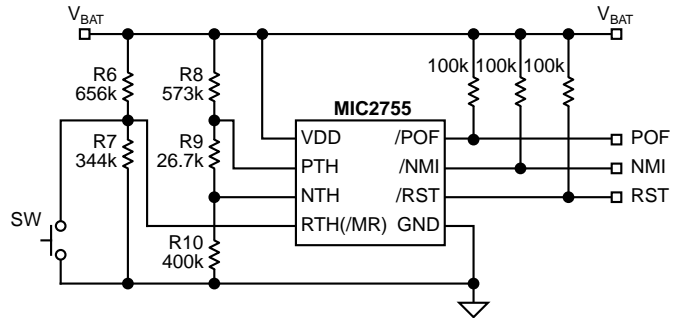 VBAT
VBAT
R6
656k
R8
573k
100k
100k
100k
MIC2755
R7
344k
R9
26.7k
VDD
/POF
POF
PTH
/NMI
NMI
NTH
/RST
RST
SW
RTH(/MR)
GND
R10
400k